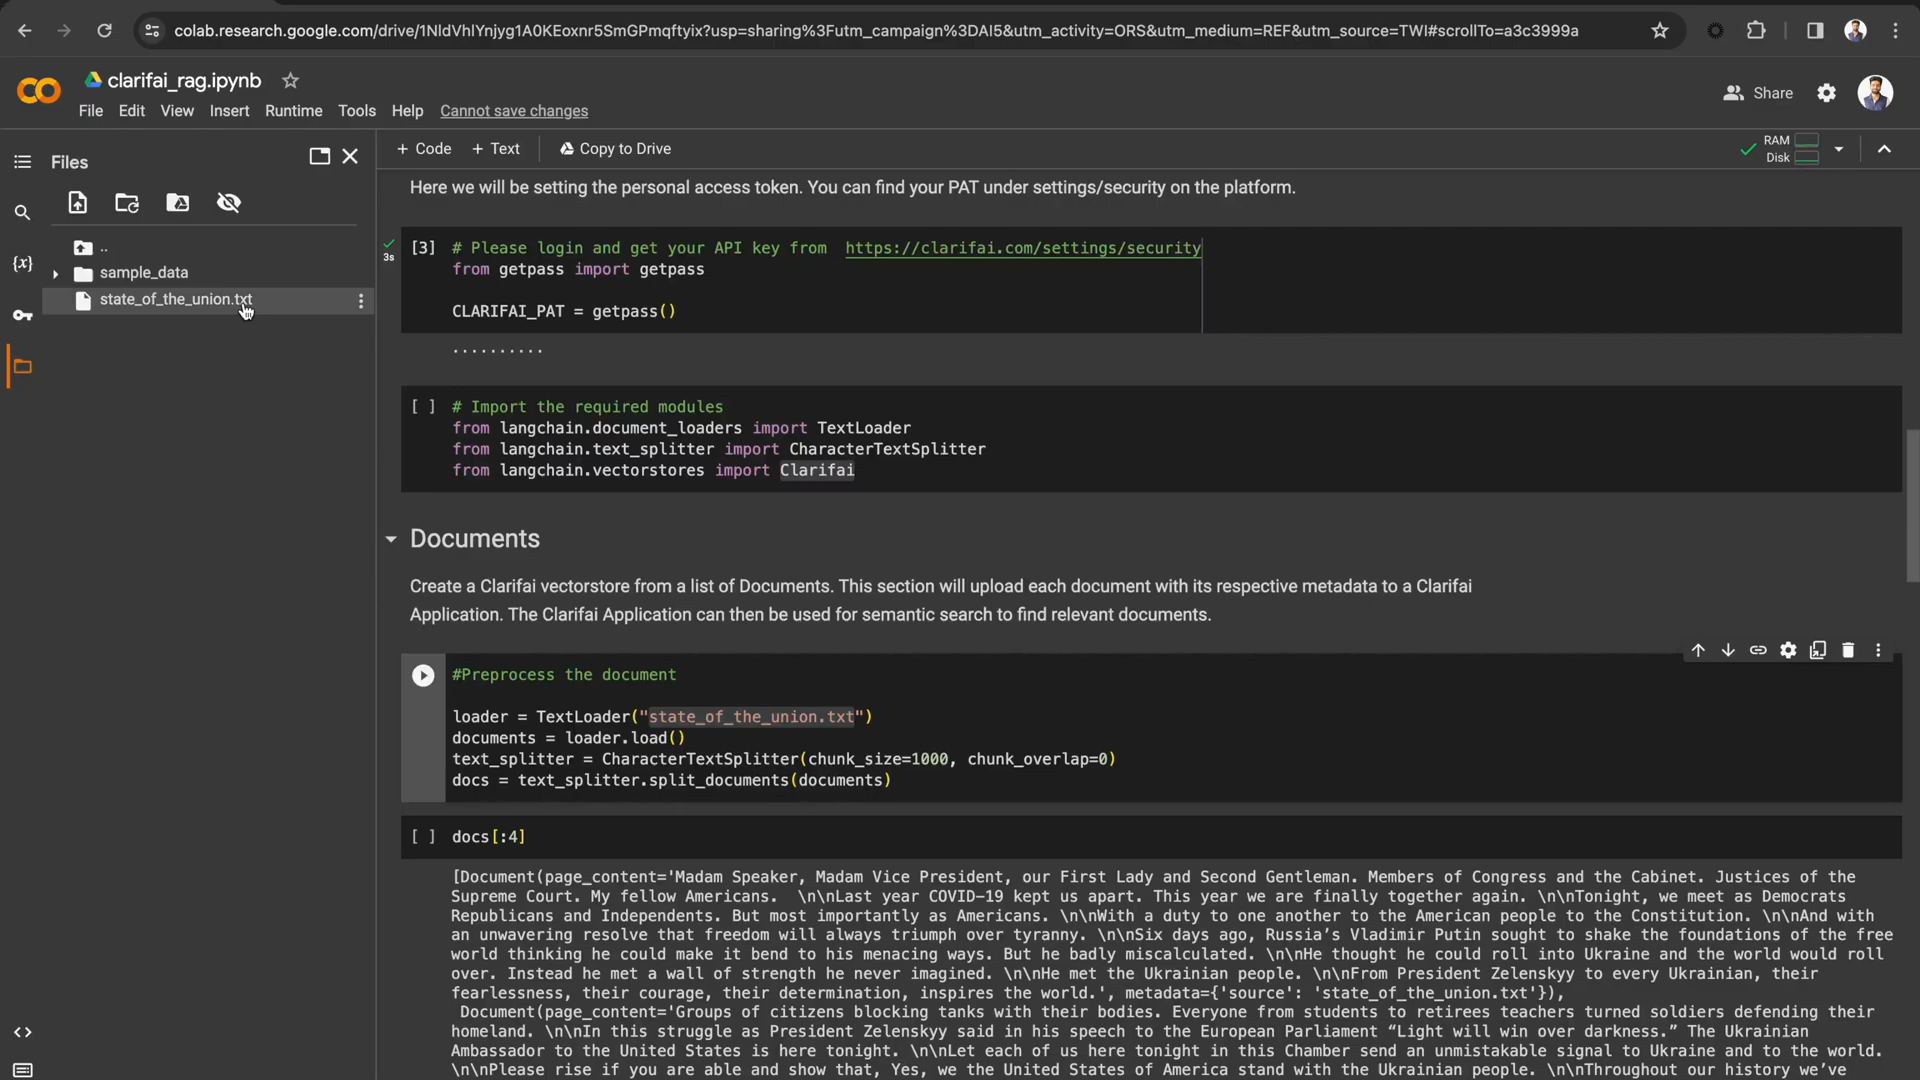 colab.research.google.com/drive/1NldVhlYnjyg1A0KEoxnr5SmGPmqftyix?usp=sharing%3Futm_campaign%3DAI5&utm_activity=ORS&utm_medium=REF&utm_source=TWI#scrollTo=a3c3999a
clarifai_rag.ipynb
File Edit View Insert Runtime Tools Help Cannot save changes
Share
Files
+ Code + Text Copy to Drive
RAM
Disk
..
sample_data
state_of_the_union.txt
{x}
Here we will be setting the personal access token. You can find your PAT under settings/security on the platform.
3s
[3] # Please login and get your API key from https://clarifai.com/settings/security
from getpass import getpass
CLARIFAI_PAT = getpass()
..........
[ ] # Import the required modules
from langchain.document_loaders import TextLoader
from langchain.text_splitter import CharacterTextSplitter
from langchain.vectorstores import Clarifai
Documents
Create a Clarifai vectorstore from a list of Documents. This section will upload each document with its respective metadata to a Clarifai
Application. The Clarifai Application can then be used for semantic search to find relevant documents.
#Preprocess the document
loader = TextLoader("state_of_the_union.txt")
documents = loader.load()
text_splitter = CharacterTextSplitter(chunk_size=1000, chunk_overlap=0)
docs = text_splitter.split_documents(documents)
[ ] docs[:4]
[Document(page_content='Madam Speaker, Madam Vice President, our First Lady and Second Gentleman. Members of Congress and the Cabinet. Justices of the
Supreme Court. My fellow Americans.  \n\nLast year COVID-19 kept us apart. This year we are finally together again. \n\nTonight, we meet as Democrats
Republicans and Independents. But most importantly as Americans. \n\nWith a duty to one another to the American people to the Constitution. \n\nAnd with
an unwavering resolve that freedom will always triumph over tyranny. \n\nSix days ago, Russia’s Vladimir Putin sought to shake the foundations of the free
world thinking he could make it bend to his menacing ways. But he badly miscalculated. \n\nHe thought he could roll into Ukraine and the world would roll
over. Instead he met a wall of strength he never imagined. \n\nHe met the Ukrainian people. \n\nFrom President Zelenskyy to every Ukrainian, their
fearlessness, their courage, their determination, inspires the world.', metadata={'source': 'state_of_the_union.txt'}),
Document(page_content='Groups of citizens blocking tanks with their bodies. Everyone from students to retirees teachers turned soldiers defending their
homeland. \n\nIn this struggle as President Zelenskyy said in his speech to the European Parliament “Light will win over darkness.” The Ukrainian
Ambassador to the United States is here tonight. \n\nLet each of us here tonight in this Chamber send an unmistakable signal to Ukraine and to the world.
\n\nPlease rise if you are able and show that, Yes, we the United States of America stand with the Ukrainian people. \n\nThroughout our history we’ve